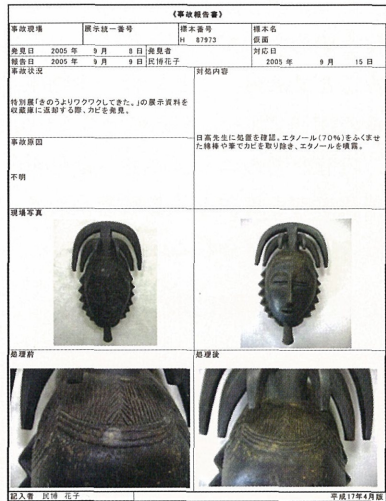 《事故報告書》
事故現場 展示統一番号 標本番号 標本名
H 87973 仮面
発見日 2005 年 9 月 8 日 発見者 対応日
報告日 2005 年 9 月 9 日 民博花子 2005 年 9 月 15 日
事故状況 対処内容
特別展「きのうよりワクワクしてきた。」の展示資料を
収蔵庫に返却する際、カビを発見。
日高先生に処置を確認。エタノール(70%)をふくませ
た綿棒や筆でカビを取り除き、エタノールを噴霧。
事故原因
不明
現場写真
処理前 処理後
記入者 民博 花子 平成17年4月版